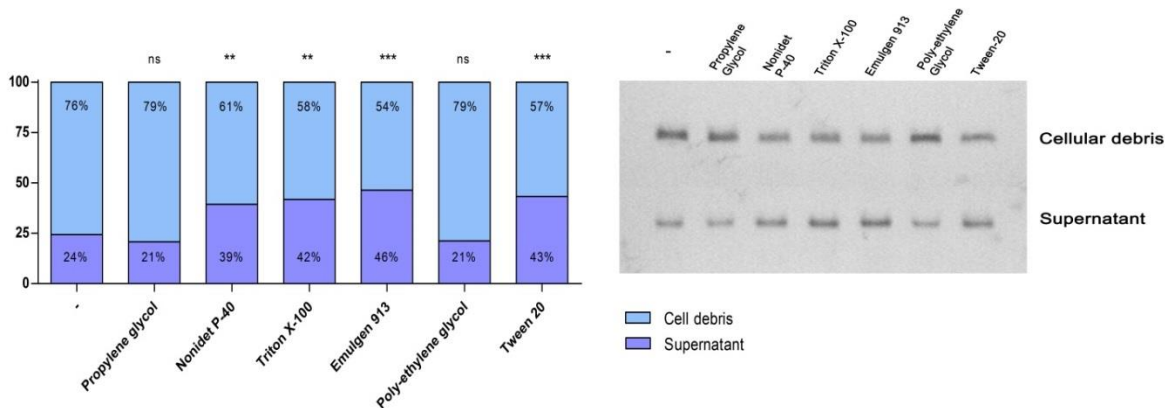 ns ** ** *** ns ***
100
75
50
25
0
76% 79% 61% 58% 54% 79% 57%
24% 21% 39% 42% 46% 21% 43%
-
Propylene glycol
Nonidet P-40
Triton X-100
Emulgen 913
Poly-ethylene glycol
Tween 20
-
Propylene
Glycol
Nonidet
P-40
Triton X-100
Emulgen 913
Poly-ethylene
Glycol
Tween-20
Cellular debris
Supernatant
Cell debris
Supernatant